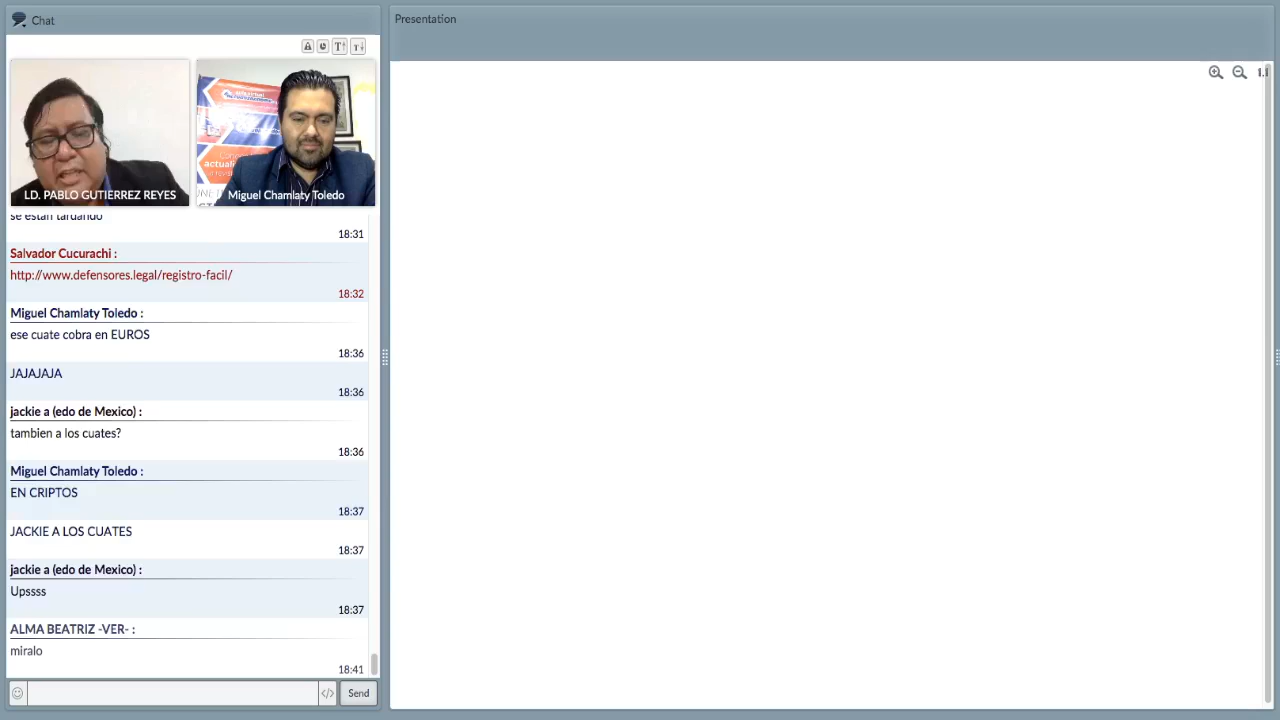 Chat
Presentation
LD. PABLO GUTIERREZ REYES
Miguel Chamlaty Toledo
se están tardando
18:31
Salvador Cucurachi :
http://www.defensores.legal/registro-facil/
18:32
Miguel Chamlaty Toledo :
ese cuate cobra en EUROS
18:36
JAJAJAJA
18:36
jackie a (edo de Mexico) :
tambien a los cuates?
18:36
Miguel Chamlaty Toledo :
EN CRIPTOS
18:37
JACKIE A LOS CUATES
18:37
jackie a (edo de Mexico) :
Upssss
18:37
ALMA BEATRIZ -VER- :
miralo
18:41
Send